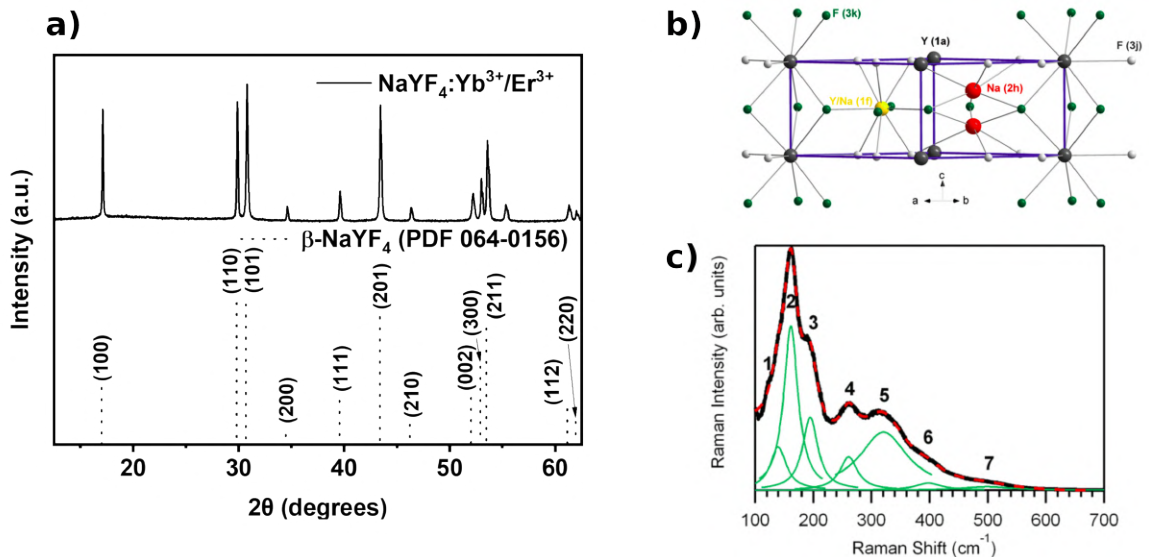 a)
NaYF4:Yb3+/Er3+
β-NaYF4 (PDF 064-0156)
(100)
(110)
(101)
(200)
(111)
(201)
(210)
(002)
(300)
(211)
(112)
(220)
Intensity (a.u.)
20
30
40
50
60
2θ (degrees)
b)
F (3k)
Y (1a)
F (3j)
Y/Na (1f)
Na (2h)
c
a
b
c)
1
2
3
4
5
6
7
Raman Intensity (arb. units)
100
200
300
400
500
600
700
Raman Shift (cm-1)